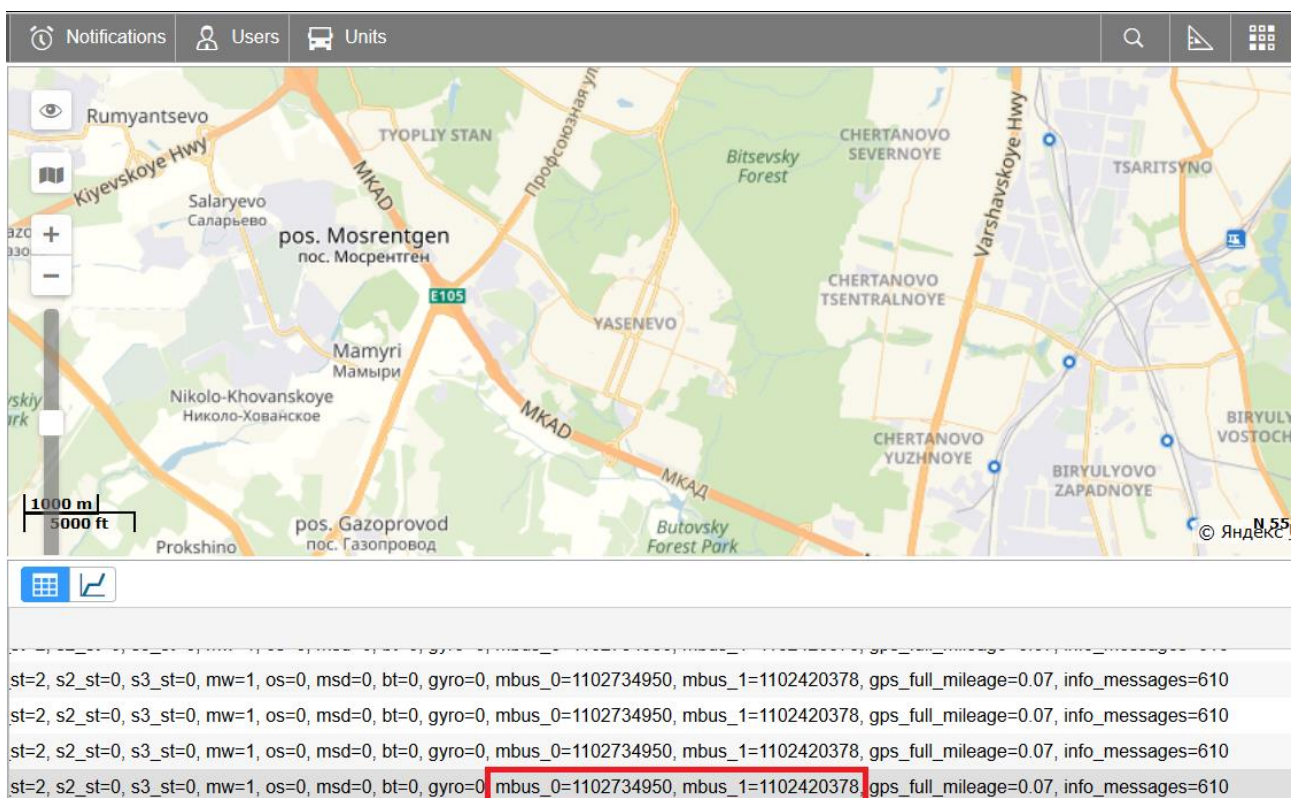 Notifications Users Units
Rumyantsevo
Kiyevskoye Hwy
TYOPLIY STAN
Профсоюзная ул
MKAD
Bitsevsky
Forest
CHERTANOVO
SEVERNOYE
Varshavskoye Hwy
TSARITSYNO
Salaryevo
Саларьево
pos. Mosrentgen
пос. Мосрентген
E105
YASENEVO
CHERTANOVO
TSENTRALNOYE
Mamyri
Мамыри
Nikolo-Khovanskoye
Николо-Хованское
MKAD
CHERTANOVO
YUZHNOYE
BIRYULYOVO
ZAPADNOYE
BIRYULY
VOSTOCH
МКАД
1000 m
5000 ft
pos. Gazoprovod
пос. Газопровод
Prokshino
Butovsky
Forest Park
N 55
© Яндекс
st=2, s2_st=0, s3_st=0, mw=1, os=0, msd=0, bt=0, gyro=0, mbus_0=1102734950, mbus_1=1102420378, gps_full_mileage=0.07, info_messages=610
st=2, s2_st=0, s3_st=0, mw=1, os=0, msd=0, bt=0, gyro=0, mbus_0=1102734950, mbus_1=1102420378, gps_full_mileage=0.07, info_messages=610
st=2, s2_st=0, s3_st=0, mw=1, os=0, msd=0, bt=0, gyro=0, mbus_0=1102734950, mbus_1=1102420378, gps_full_mileage=0.07, info_messages=610
st=2, s2_st=0, s3_st=0, mw=1, os=0, msd=0, bt=0, gyro=0, mbus_0=1102734950, mbus_1=1102420378, gps_full_mileage=0.07, info_messages=610